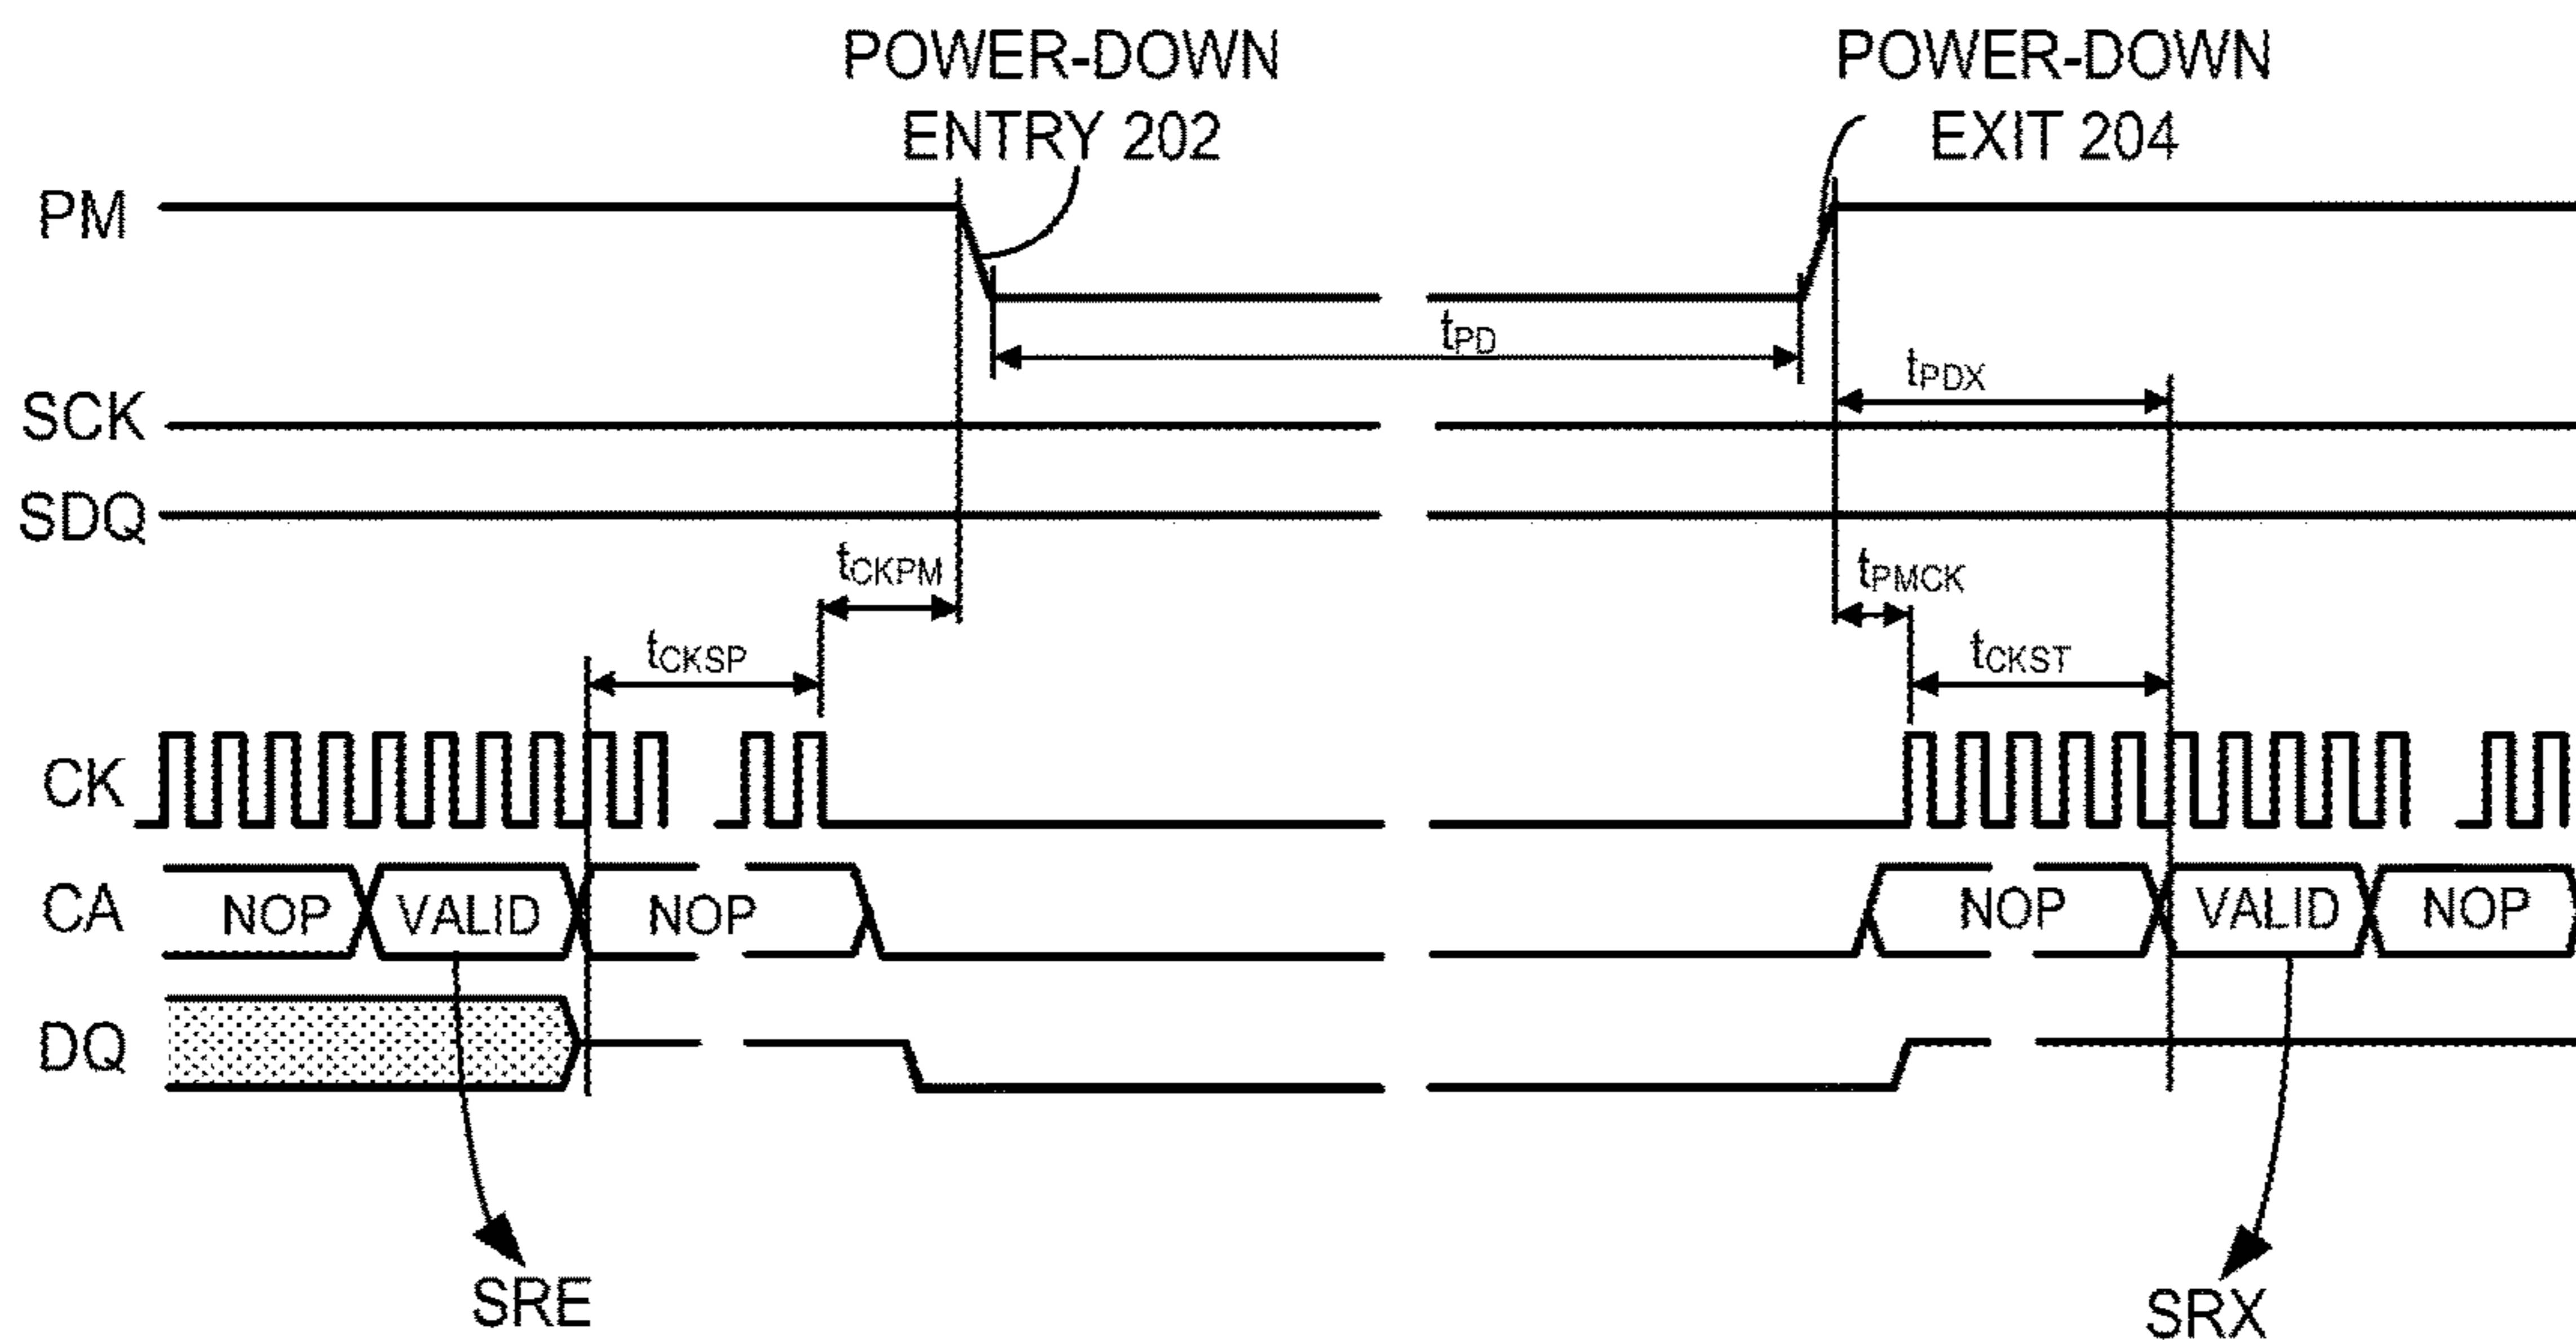 POWER-DOWN
ENTRY 202
POWER-DOWN
EXIT 204
PM
tPD
tPDX
SCK
SDQ
tCKPM
tPMCK
tCKSP
tCKST
CK
CA
NOP
VALID
NOP
NOP
VALID
NOP
DQ
SRE
SRX